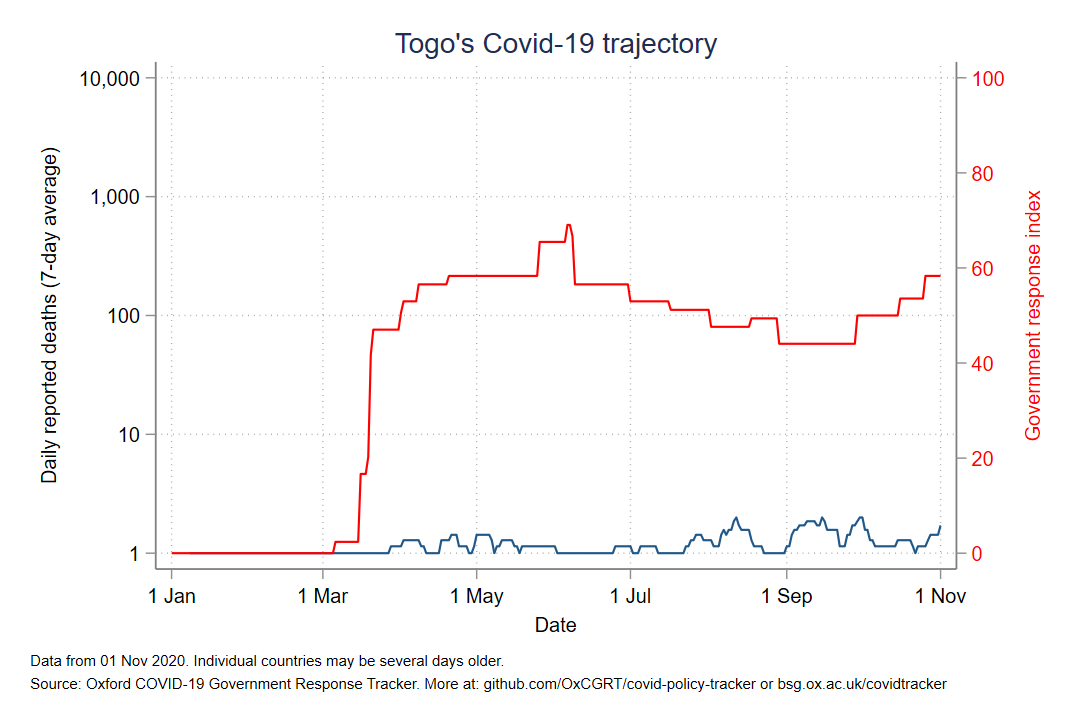 Togo's Covid-19 trajectory
Daily reported deaths (7-day average)
10,000
1,000
100
10
1
100
80
60
40
20
0
Government response index
1 Jan
1 Mar
1 May
1 Jul
1 Sep
1 Nov
Date
Data from 01 Nov 2020. Individual countries may be several days older.
Source: Oxford COVID-19 Government Response Tracker. More at: github.com/OxCGRT/covid-policy-tracker or bsg.ox.ac.uk/covidtracker